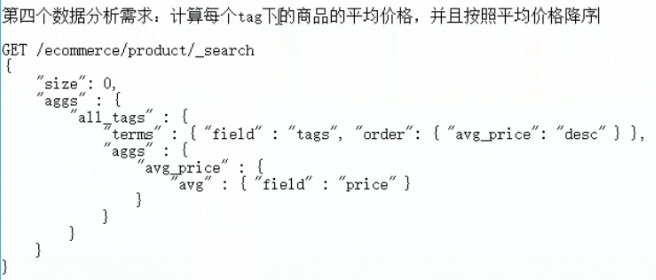 第四个数据分析需求：计算每个tag下的商品的平均价格，并且按照平均价格降序
GET /ecommerce/product/_search
{
    "size": 0,
    "aggs" : {
        "all_tags" : {
            "terms" : { "field" : "tags", "order": { "avg_price": "desc" } },
            "aggs" : {
                "avg_price" : {
                    "avg" : { "field" : "price" }
                }
            }
        }
    }
}